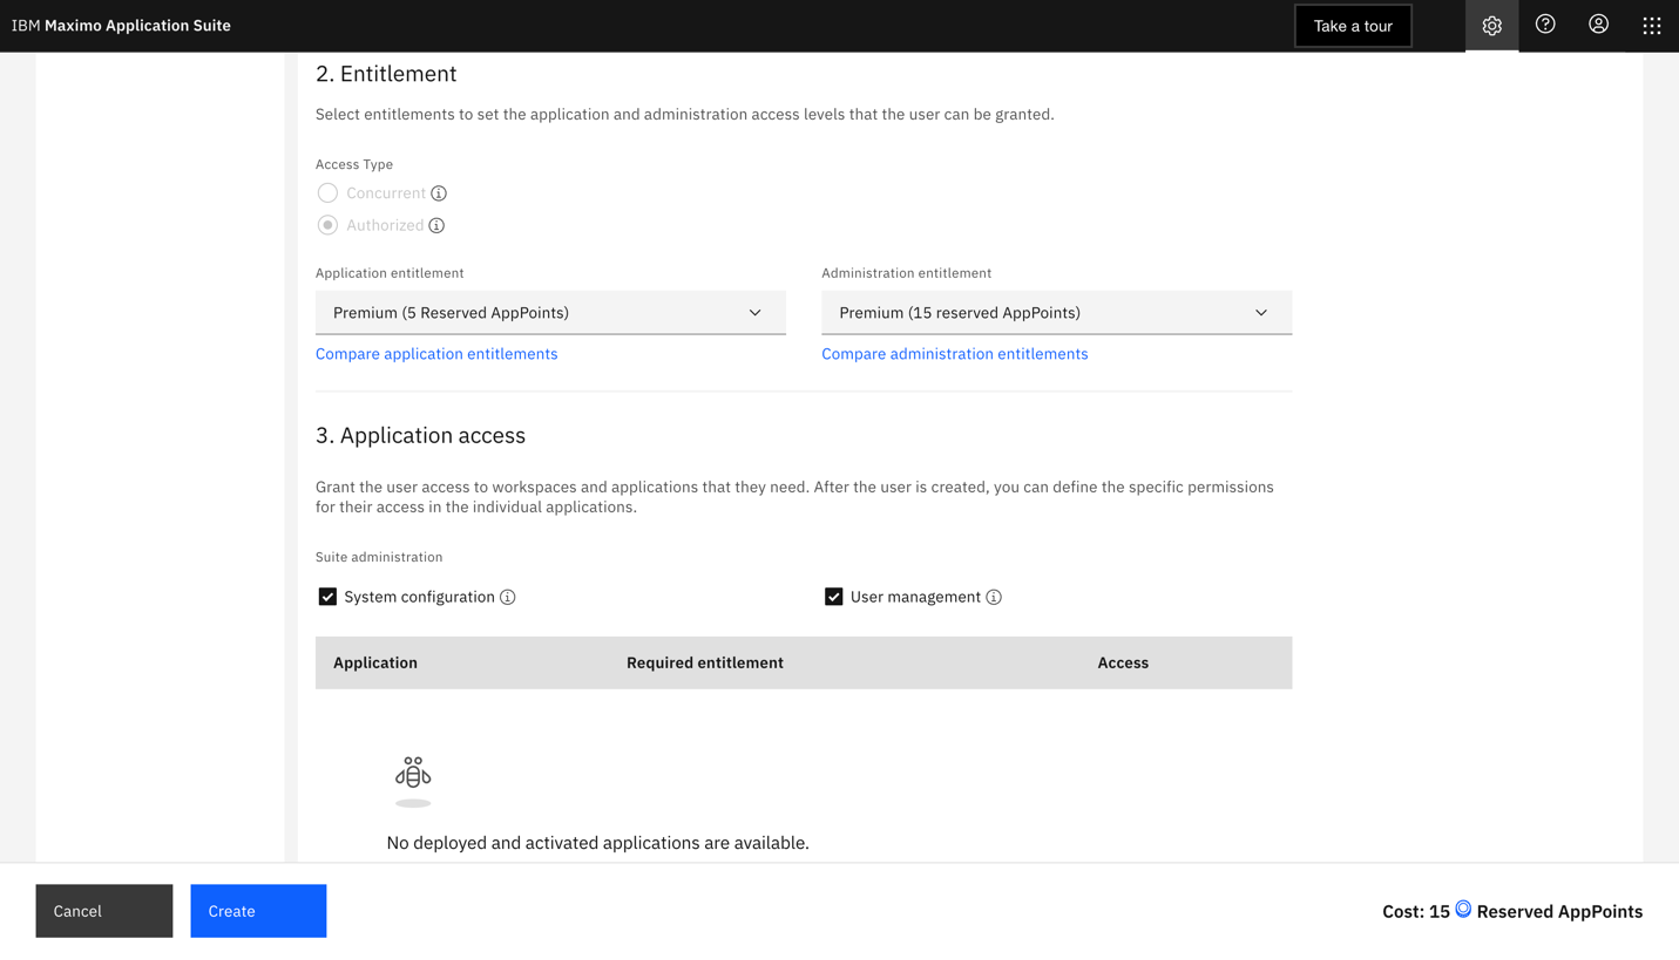 IBM Maximo Application Suite
Take a tour
2. Entitlement
Select entitlements to set the application and administration access levels that the user can be granted.
Access Type
Concurrent
Authorized
Application entitlement
Administration entitlement
Premium (5 Reserved AppPoints)
Premium (15 reserved AppPoints)
Compare application entitlements
Compare administration entitlements
3. Application access
Grant the user access to workspaces and applications that they need. After the user is created, you can define the specific permissions
for their access in the individual applications.
Suite administration
System configuration
User management
Application
Required entitlement
Access
No deployed and activated applications are available.
Cancel
Create
Cost: 15 Reserved AppPoints